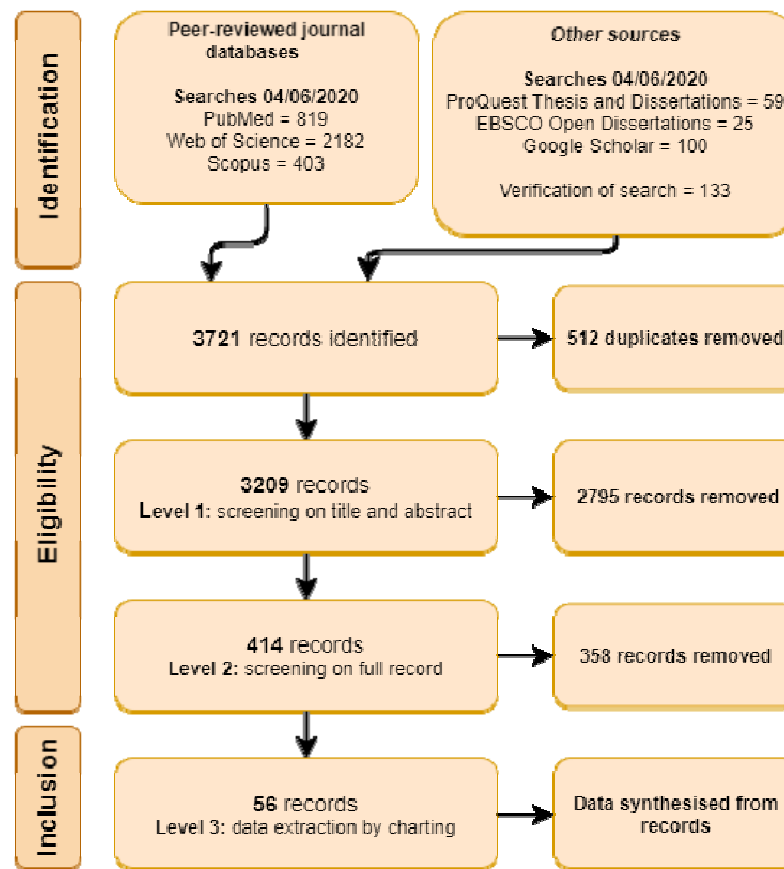 Identification
Peer-reviewed journal
databases
Searches 04/06/2020
PubMed = 819
Web of Science = 2182
Scopus = 403
Other sources
Searches 04/06/2020
ProQuest Thesis and Dissertations = 59
EBSCO Open Dissertations = 25
Google Scholar = 100
Verification of search = 133
Eligibility
3721 records identified
512 duplicates removed
3209 records
Level 1: screening on title and abstract
2795 records removed
414 records
Level 2: screening on full record
358 records removed
Inclusion
56 records
Level 3: data extraction by charting
Data synthesised from
records